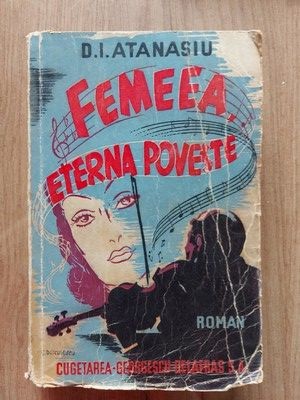 D.I. ATANASIU
FEMEEA,
ETERNA POVESTE
ROMAN
CUGETAREA-GEORGESCU DELAFRAS S.A.